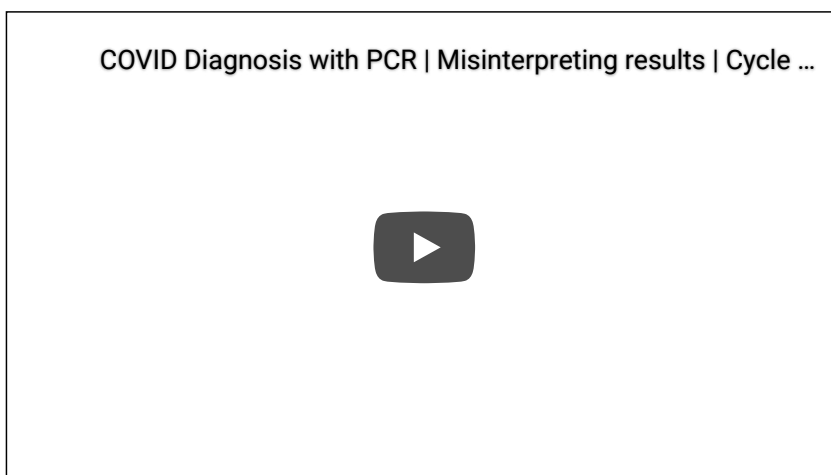 COVID Diagnosis with PCR | Misinterpreting results | Cycle ...